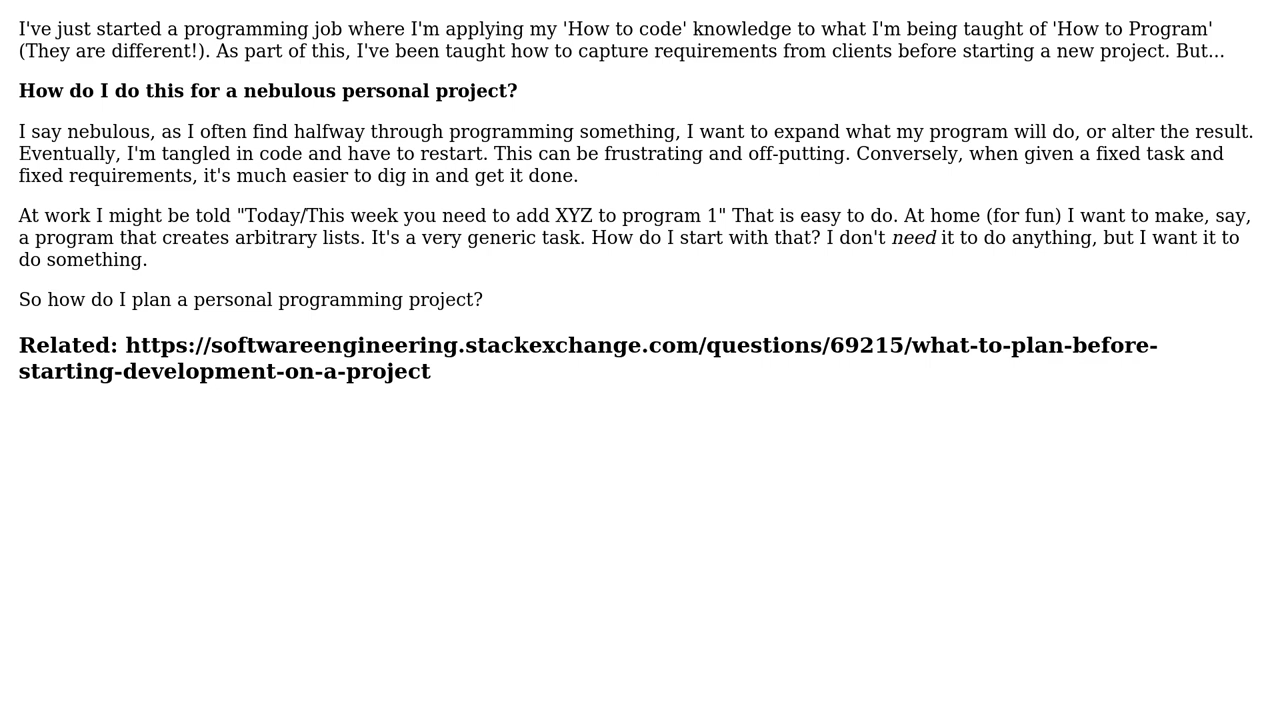 I've just started a programming job where I'm applying my 'How to code' knowledge to what I'm being taught of 'How to Program'
(They are different!). As part of this, I've been taught how to capture requirements from clients before starting a new project. But...
How do I do this for a nebulous personal project?
I say nebulous, as I often find halfway through programming something, I want to expand what my program will do, or alter the result.
Eventually, I'm tangled in code and have to restart. This can be frustrating and off-putting. Conversely, when given a fixed task and
fixed requirements, it's much easier to dig in and get it done.
At work I might be told "Today/This week you need to add XYZ to program 1" That is easy to do. At home (for fun) I want to make, say,
a program that creates arbitrary lists. It's a very generic task. How do I start with that? I don't need it to do anything, but I want it to
do something.
So how do I plan a personal programming project?
Related: https://softwareengineering.stackexchange.com/questions/69215/what-to-plan-before-
starting-development-on-a-project